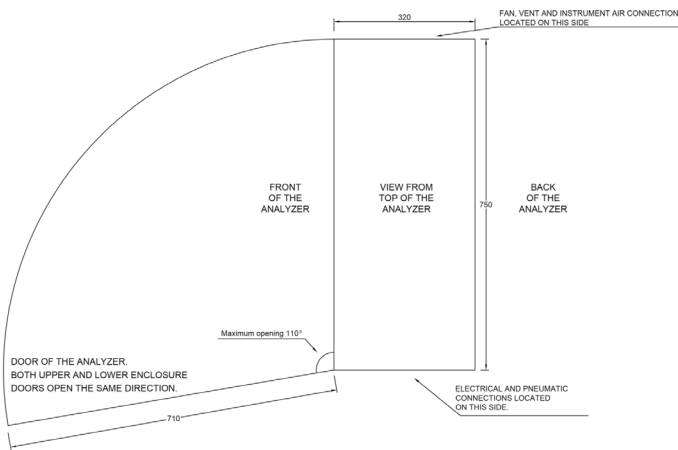 320
FAN, VENT AND INSTRUMENT AIR CONNECTION
LOCATED ON THIS SIDE
FRONT
OF THE
ANALYZER
VIEW FROM
TOP OF THE
ANALYZER
750
BACK
OF THE
ANALYZER
Maximum opening 110°
DOOR OF THE ANALYZER.
BOTH UPPER AND LOWER ENCLOSURE
DOORS OPEN THE SAME DIRECTION.
710
ELECTRICAL AND PNEUMATIC
CONNECTIONS LOCATED
ON THIS SIDE.